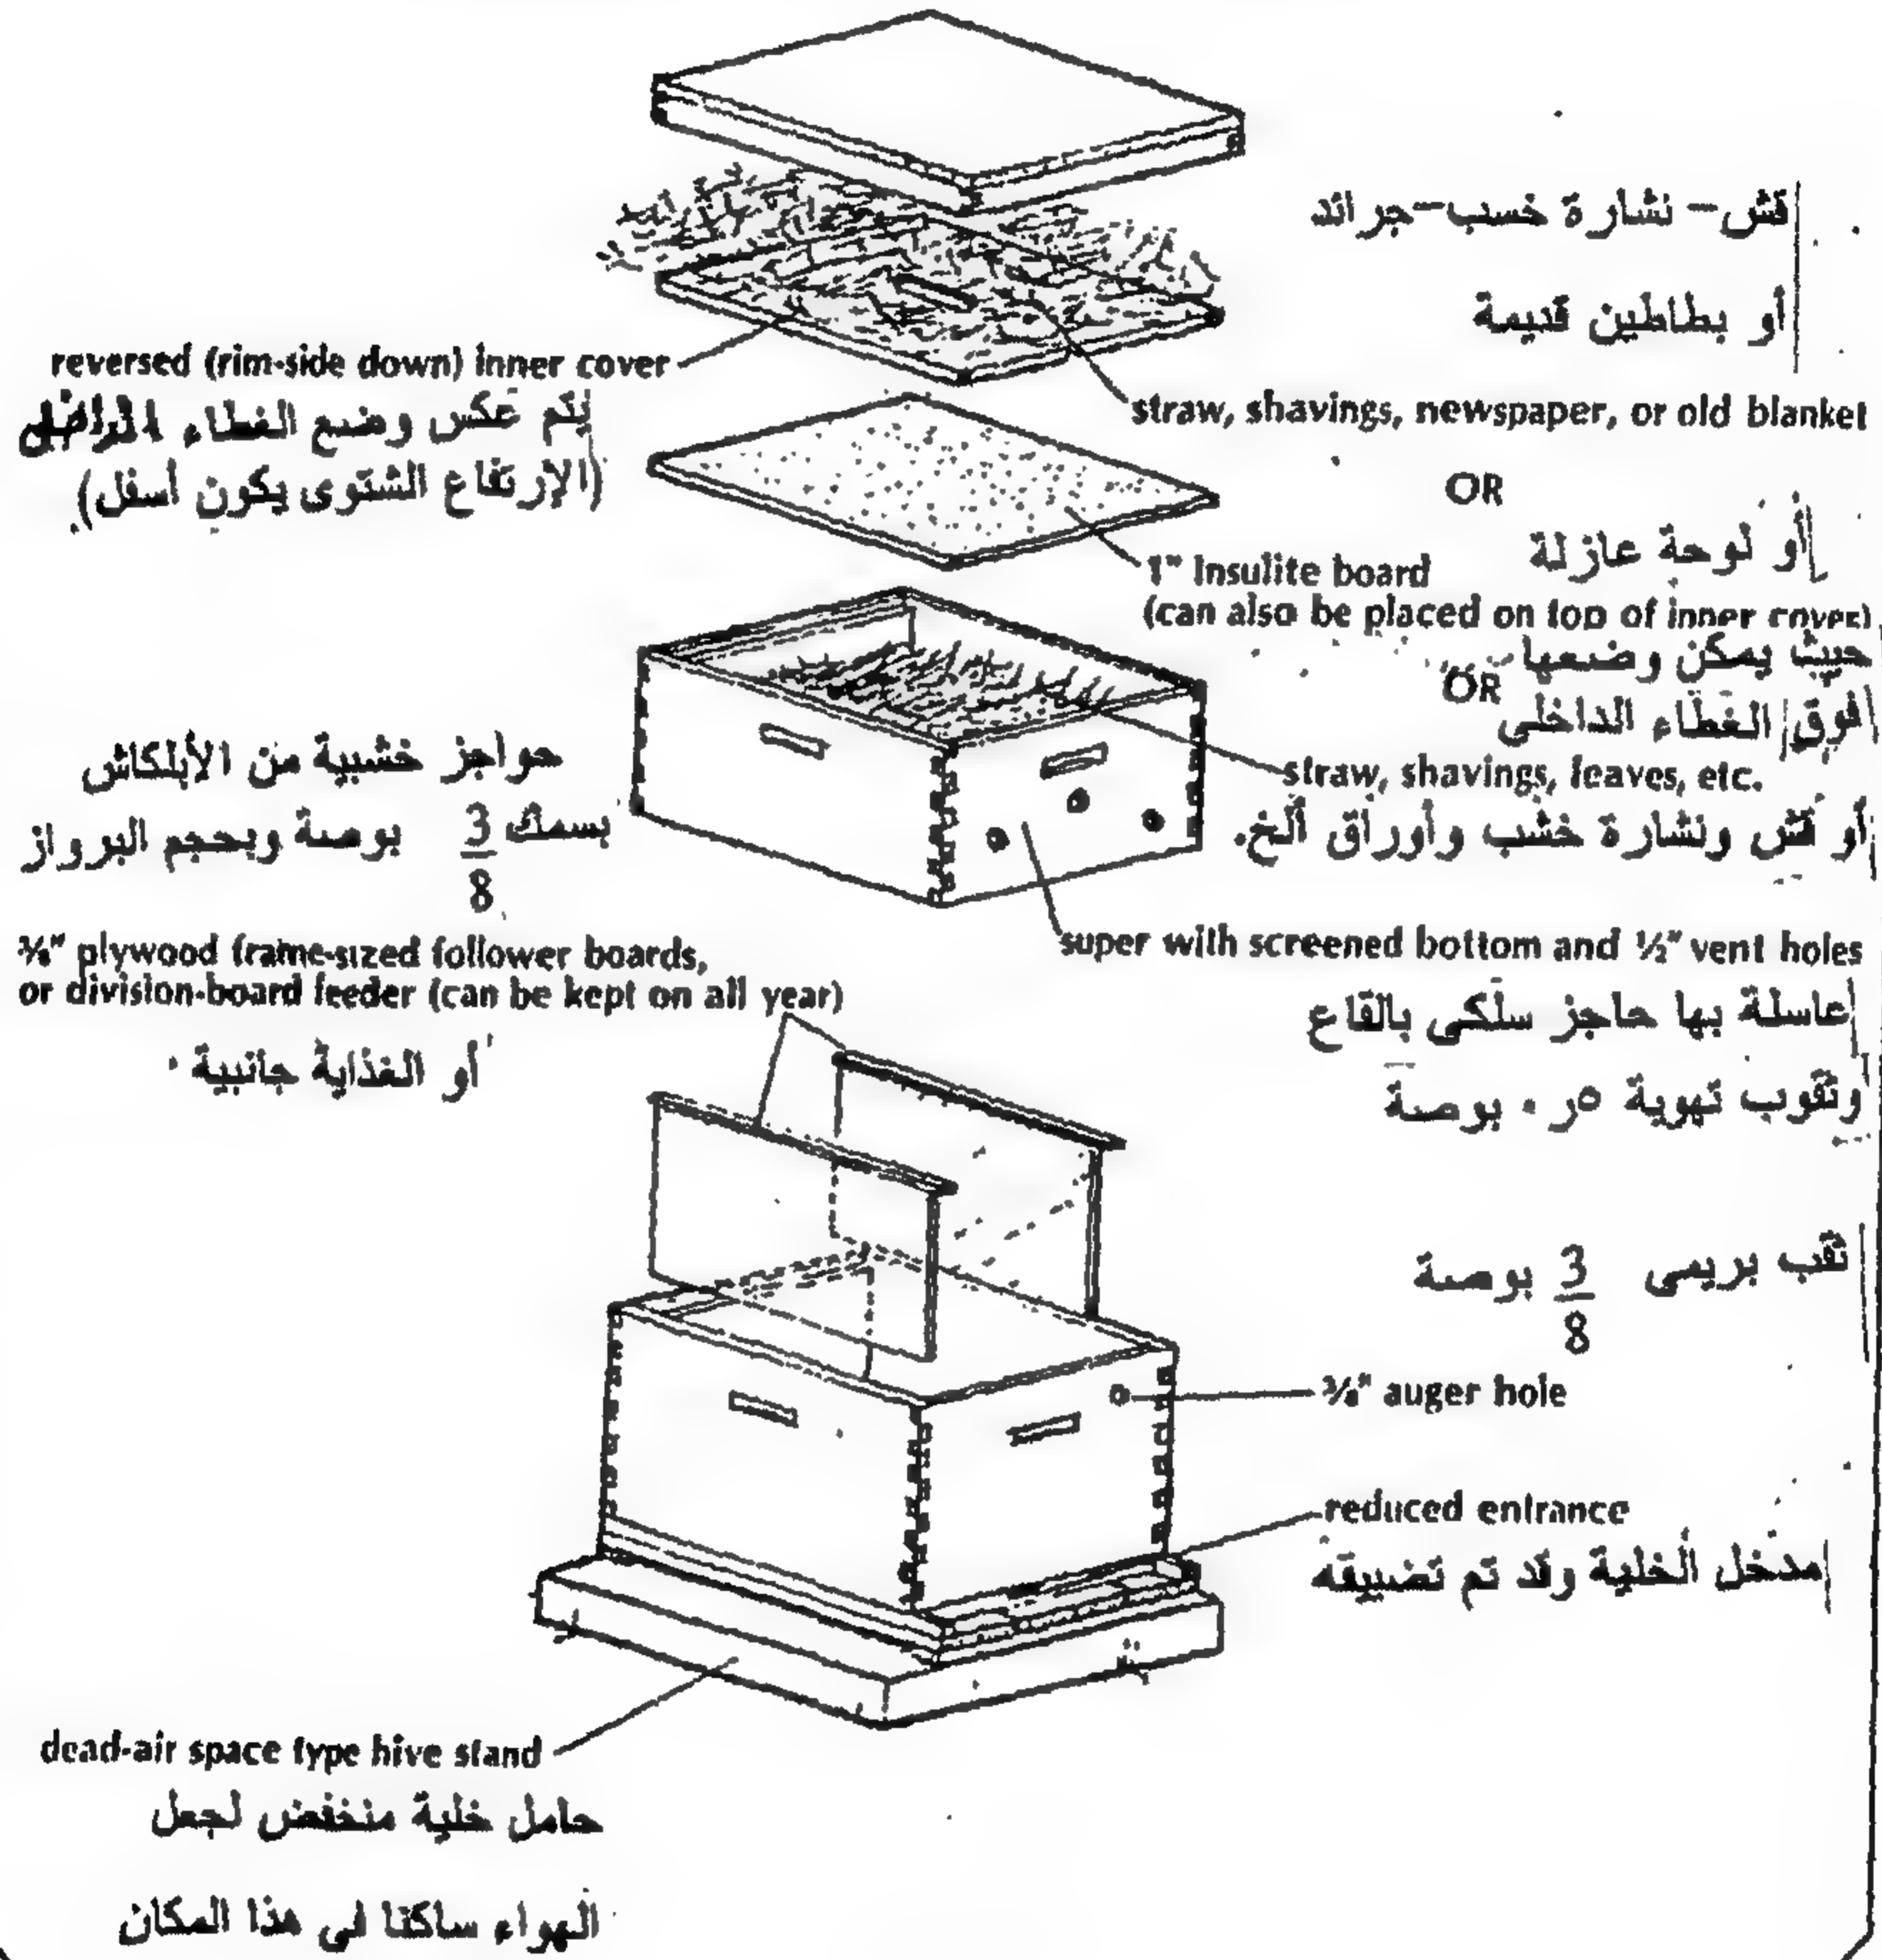 قش- نشارة خسب-جرائد
أو بطاطين قديمة
reversed (rim-side down) inner cover
يتم عكس وضع الغطاء
(الإرتفاع الشتوى يكون أسفل)
straw, shavings, newspaper, or old blanket
OR
أو لوحة عازلة
1" Insulite board
(can also be placed on top of inner cover)
حيث يمكن وضعها
OR
فوق الغطاء الداخلى
straw, shavings, leaves, etc.
أو قش ونشارة خشب وأوراق ألخ.
حواجز خشبية من الأبلكاش
بسمك 3/8 بوصة وبحجم البرواز
3/8" plywood frame-sized follower boards,
or division-board feeder (can be kept on all year)
أو الغذاية جانبية .
super with screened bottom and ½" vent holes
عاسلة بها حاجز سلكى بالقاع
وثقوب تهوية ٥ر٠ بوصة
ثقب بريمى 3/8 بوصة
3/8" auger hole
reduced entrance
مدخل الخلية وقد تم تضييقه
dead-air space type hive stand
حامل خلية منخفض لجعل
الهواء ساكنا فى هذا المكان